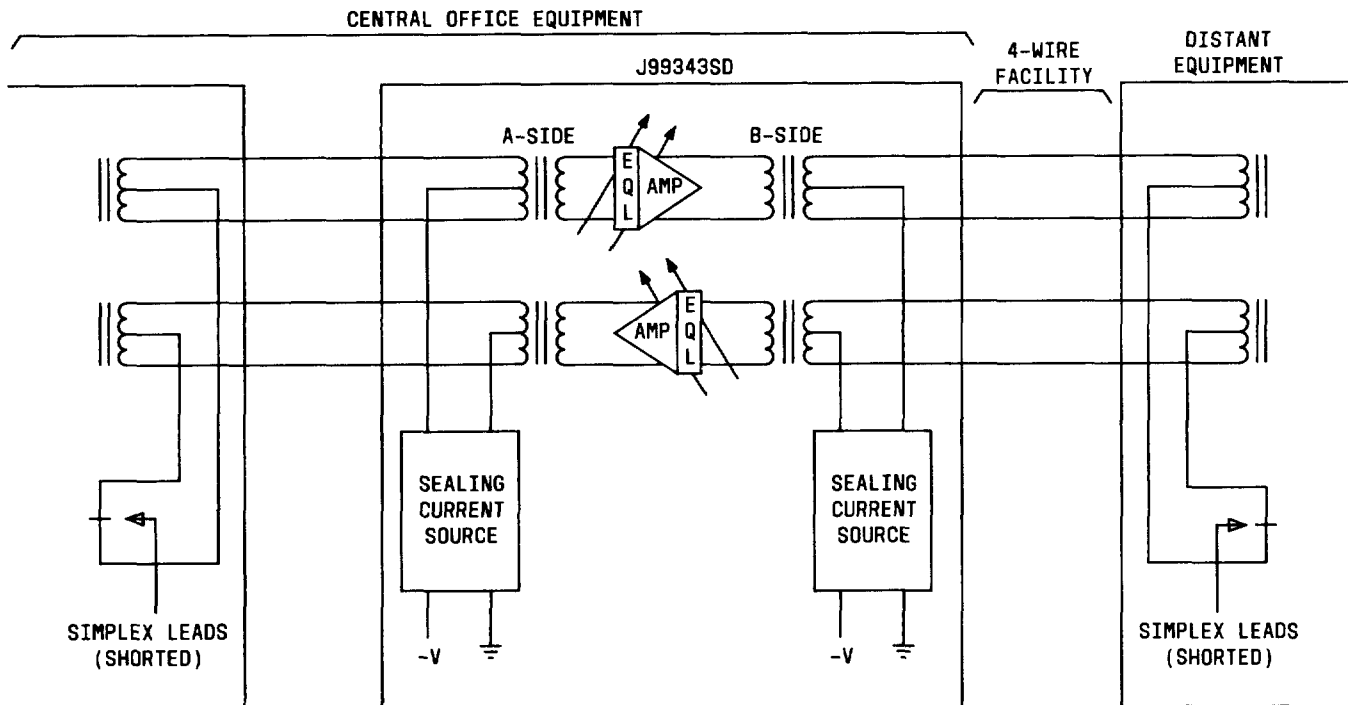 CENTRAL OFFICE EQUIPMENT
J99343SD
4-WIRE
FACILITY
DISTANT
EQUIPMENT
A-SIDE
B-SIDE
E
Q
L
AMP
AMP
E
Q
L
SEALING
CURRENT
SOURCE
SEALING
CURRENT
SOURCE
SIMPLEX LEADS
(SHORTED)
-V
-V
SIMPLEX LEADS
(SHORTED)